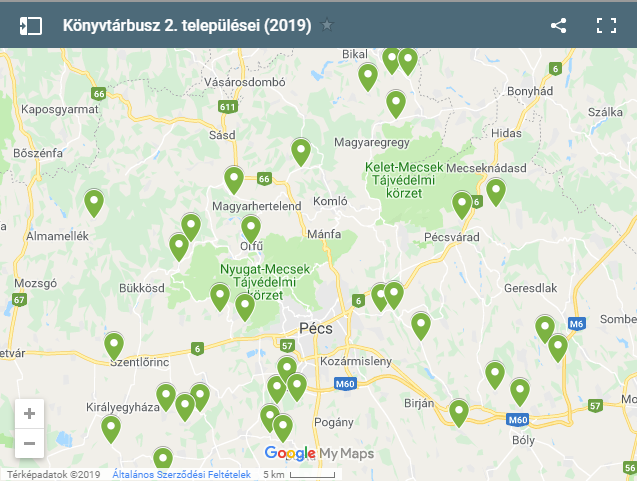 Könyvtárbusz 2. települései (2019)
Bikal
6
66
Vásárosdombó
Bonyhád
Kaposgyarmat
611
Szálka
Sásd
Hidas
Magyaregregy
Bőszénfa
Kelet-Mecsek
Tájvédelmi
körzet
Mecseknádasd
66
Komló
Magyarhertelend
6
Almamellék
Mánfa
Pécsvárad
Orfű
Nyugat-Mecsek
Tájvédelmi
körzet
Mozsgó
Bükkösd
Geresdlak
67
6
Pécs
M6
Sombe
etvár
6
57
Szentlőrinc
Kozármisleny
M60
Királyegyháza
Birján
57
Pogány
M60
Bóly
Google My Maps
56
Térképadatok ©2019 Általános Szerződési Feltételek 5 km